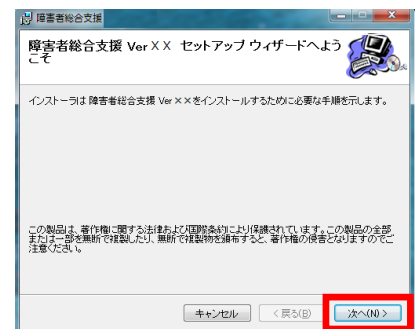 障害者総合支援
障害者総合支援 Ver××　セットアップ ウィザードへよう
こそ
インストーラは 障害者総合支援 Ver××をインストールするために必要な手順を示します。
この製品は、著作権に関する法律および国際条約により保護されています。この製品の全部
または一部を無断で複製したり、無断で複製物を頒布すると、著作権の侵害となりますのでご
注意ください。
キャンセル　< 戻る(B)　次へ(N) >